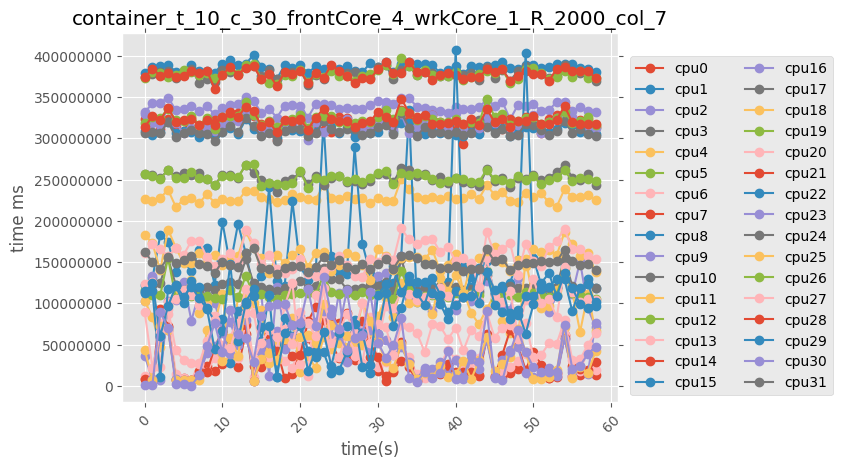 container_t_10_c_30_frontCore_4_wrkCore_1_R_2000_col_7
400000000
350000000
300000000
250000000
200000000
150000000
100000000
50000000
0
time ms
0
10
20
30
40
50
60
time(s)
cpu0
cpu1
cpu2
cpu3
cpu4
cpu5
cpu6
cpu7
cpu8
cpu9
cpu10
cpu11
cpu12
cpu13
cpu14
cpu15
cpu16
cpu17
cpu18
cpu19
cpu20
cpu21
cpu22
cpu23
cpu24
cpu25
cpu26
cpu27
cpu28
cpu29
cpu30
cpu31